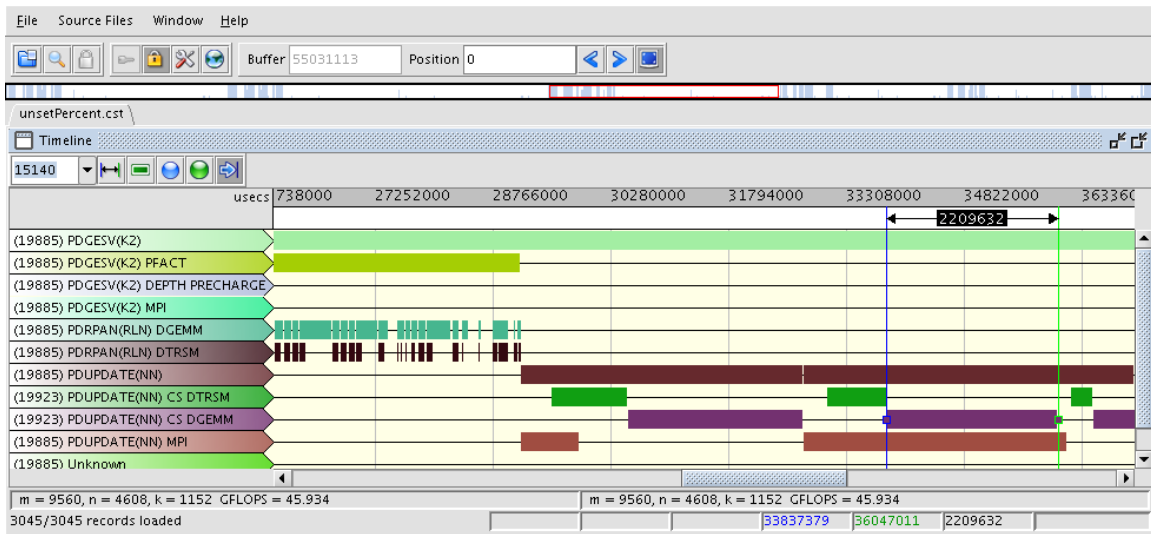 File Source Files Window Help
Buffer 55031113 Position 0
unsetPercent.cst
Timeline
15140
usecs 738000 27252000 28766000 30280000 31794000 33308000 34822000 363360
2209632
(19885) PDGESV(K2)
(19885) PDGESV(K2) PFACT
(19885) PDGESV(K2) DEPTH PRECHARGE
(19885) PDGESV(K2) MPI
(19885) PDRPAN(RLN) DGEMM
(19885) PDRPAN(RLN) DTRSM
(19885) PDUPDATE(NN)
(19923) PDUPDATE(NN) CS DTRSM
(19923) PDUPDATE(NN) CS DGEMM
(19885) PDUPDATE(NN) MPI
(19885) Unknown
m = 9560, n = 4608, k = 1152 GFLOPS = 45.934 m = 9560, n = 4608, k = 1152 GFLOPS = 45.934
3045/3045 records loaded 33837379 36047011 2209632